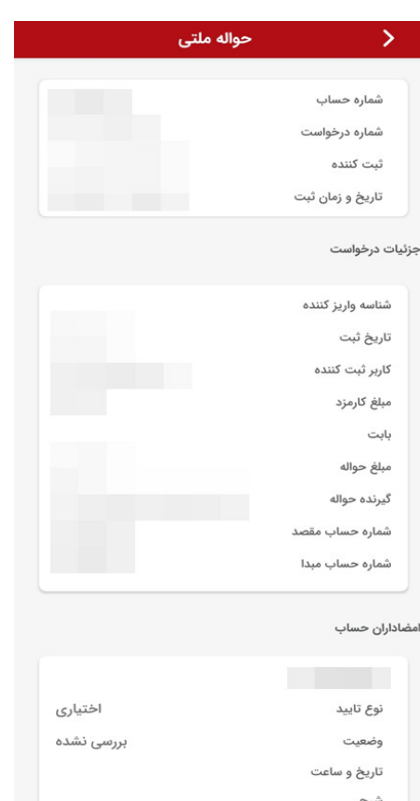 حواله ملتی
شماره حساب
شماره درخواست
ثبت کننده
تاریخ و زمان ثبت
جزئیات درخواست
شناسه واریز کننده
تاریخ ثبت
کاربر ثبت کننده
مبلغ کارمزد
بابت
مبلغ حواله
گیرنده حواله
شماره حساب مقصد
شماره حساب مبدا
امضاداران حساب
نوع تایید اختیاری
وضعیت بررسی نشده
تاریخ و ساعت